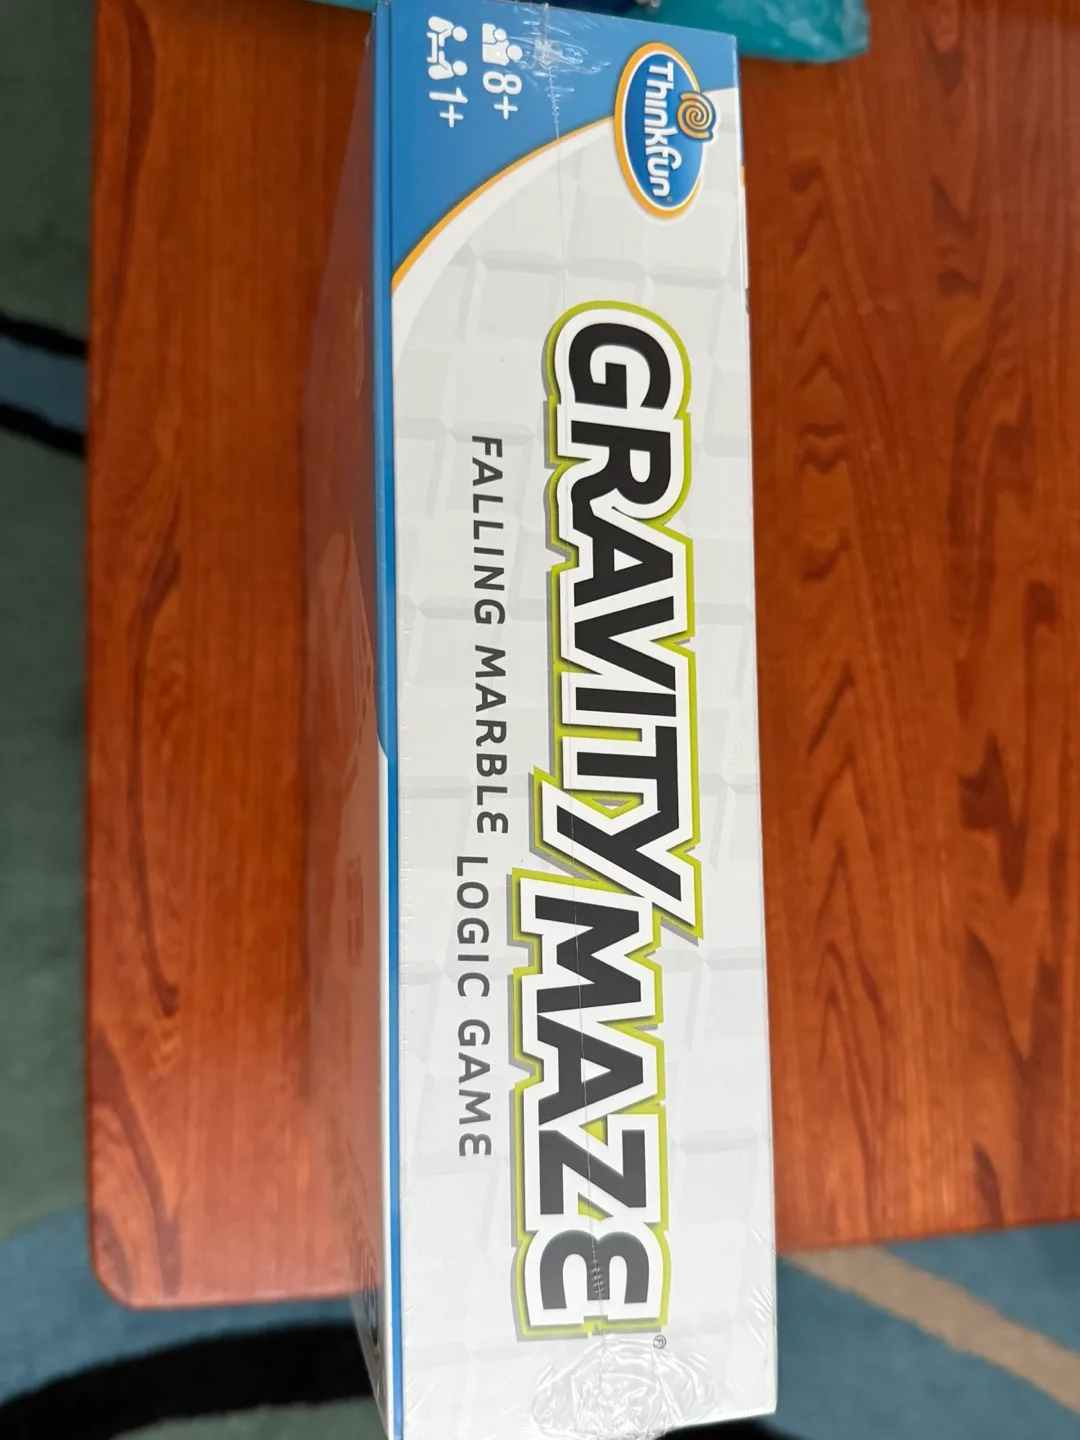 8+
1+
Thinkfun®
GRAVITY MAZE®
FALLING MARBLE LOGIC GAME